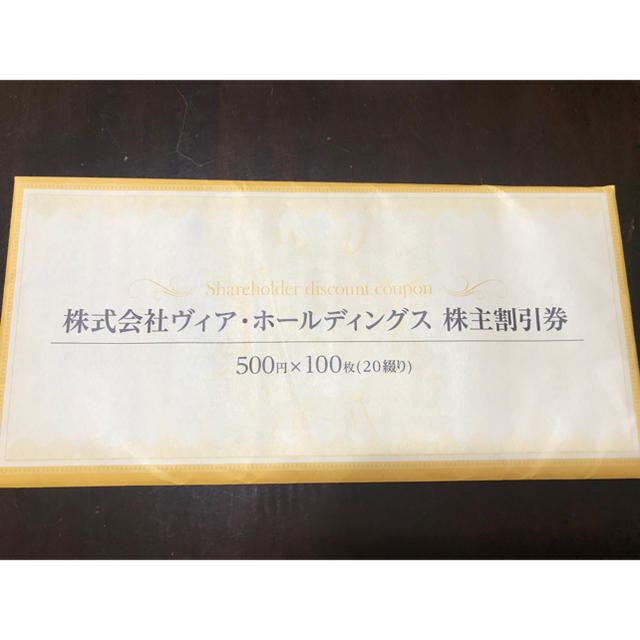 Shareholder discount coupon
株式会社ヴィア・ホールディングス 株主割引券
500円×100枚(20綴り)